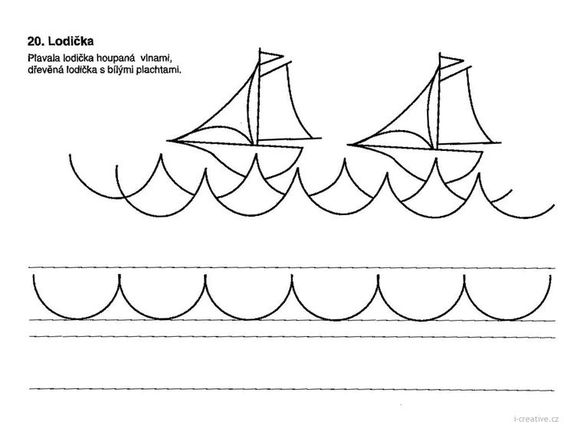 20. Lodička
Plavala lodička houpaná vlnami,
dřevěná lodička s bílými plachtami.
i-creative.cz